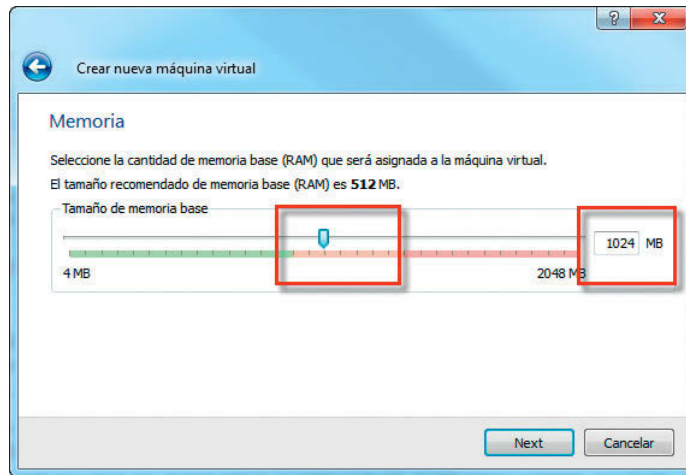 Crear nueva máquina virtual
Memoria
Seleccione la cantidad de memoria base (RAM) que será asignada a la máquina virtual.
El tamaño recomendado de memoria base (RAM) es 512 MB.
Tamaño de memoria base
1024 MB
4 MB 2048 MB
Next Cancelar